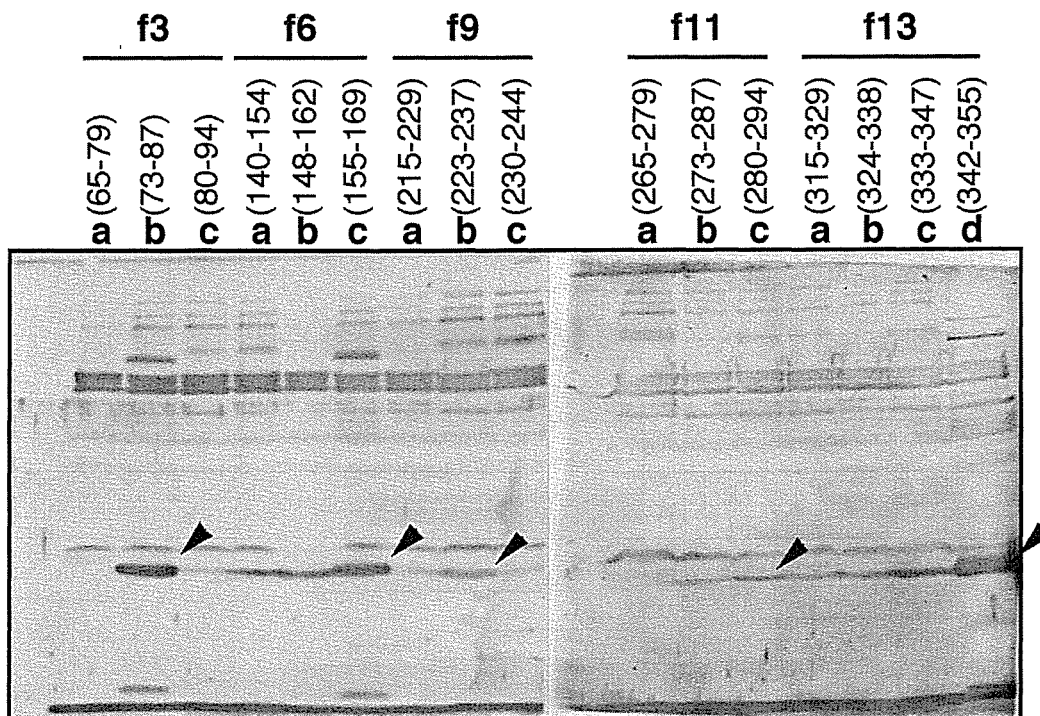 f3 f6 f9 f11 f13
(65-79) (73-87) (80-94) (140-154) (148-162) (155-169) (215-229) (223-237) (230-244) (265-279) (273-287) (280-294) (315-329) (324-338) (333-347) (342-355)
a b c a b c a b c a b c a b c d